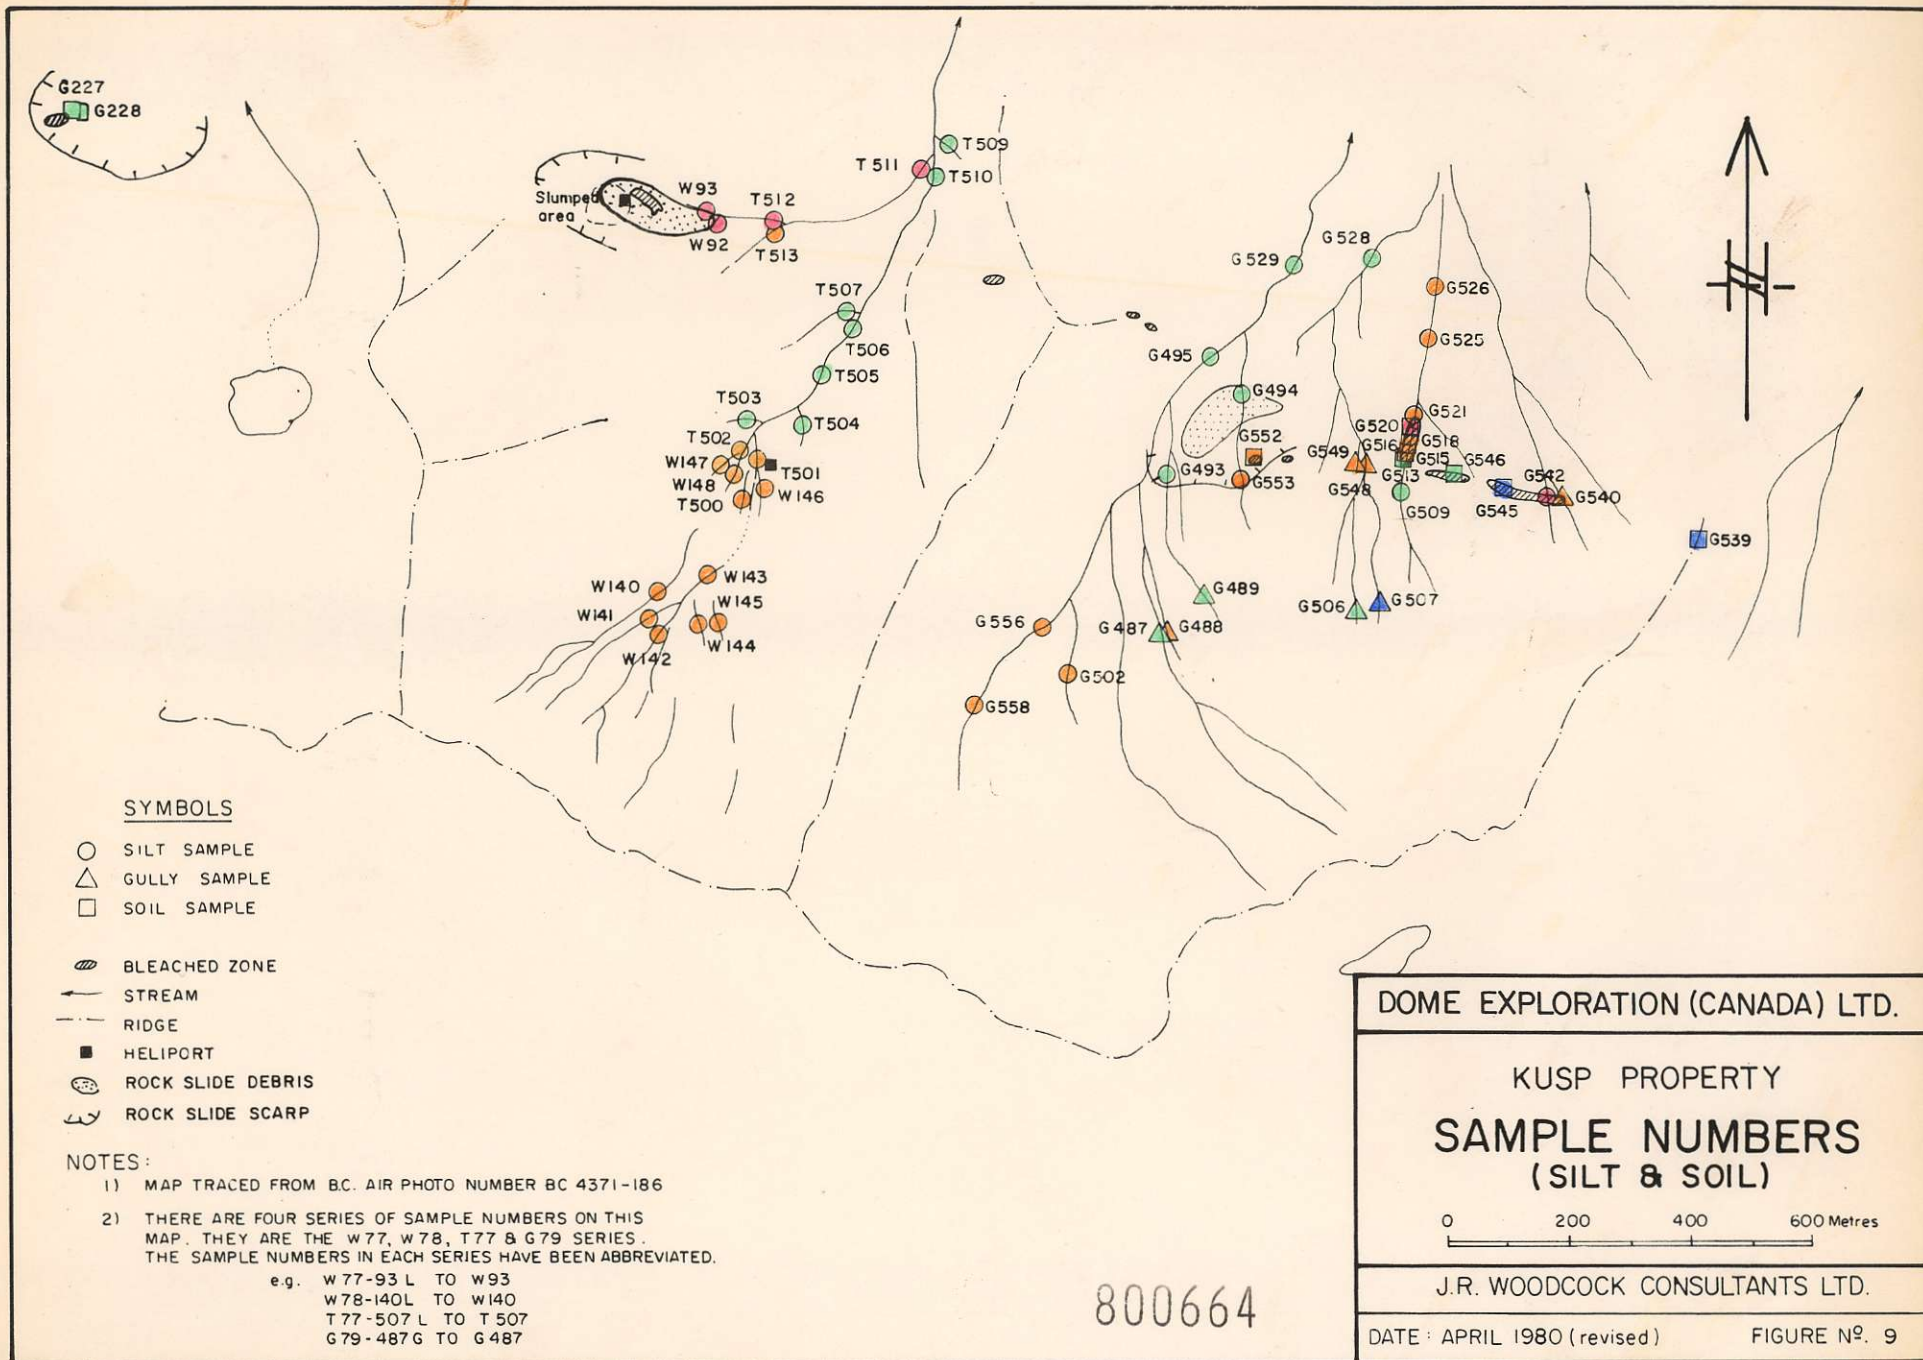 G227
G228
T509
T511
T510
W93
T512
Slumped
area
W92
T513
G528
G529
G526
T507
G525
T506
G495
T505
G494
T503
T504
G521
G520
T502
G552
G549
G516
G518
W147
T501
G493
G515
G546
G513
G542
W148
W146
G553
G548
G540
T500
G509
G545
G539
W140
W143
G489
W145
G506
G507
W141
G556
G487
G488
W144
W142
G502
G558
SYMBOLS
SILT SAMPLE
GULLY SAMPLE
SOIL SAMPLE
BLEACHED ZONE
STREAM
RIDGE
HELIPORT
ROCK SLIDE DEBRIS
ROCK SLIDE SCARP
NOTES:
1) MAP TRACED FROM B.C. AIR PHOTO NUMBER BC 4371-186
2) THERE ARE FOUR SERIES OF SAMPLE NUMBERS ON THIS
MAP. THEY ARE THE W77, W78, T77 & G79 SERIES.
THE SAMPLE NUMBERS IN EACH SERIES HAVE BEEN ABBREVIATED.
e.g. W77-93L TO W93
W78-140L TO W140
T77-507L TO T507
G79-487G TO G487
800664
DOME EXPLORATION (CANADA) LTD.
KUSP PROPERTY
SAMPLE NUMBERS
(SILT & SOIL)
0 200 400 600 Metres
J.R. WOODCOCK CONSULTANTS LTD.
DATE: APRIL 1980 (revised) FIGURE Nº. 9